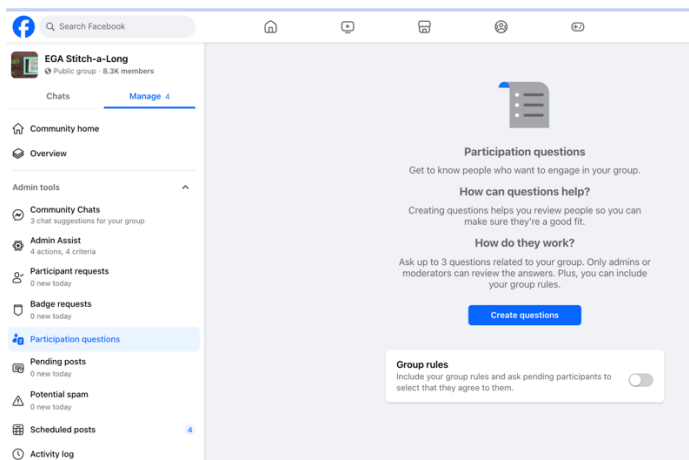 Search Facebook
EGA Stitch-a-Long
Public group · 8.3K members
Chats
Manage 4
Community home
Overview
Admin tools
Community Chats
3 chat suggestions for your group
Admin Assist
4 actions, 4 criteria
Participant requests
0 new today
Badge requests
0 new today
Participation questions
Pending posts
0 new today
Potential spam
0 new today
Scheduled posts 4
Activity log
Participation questions
Get to know people who want to engage in your group.
How can questions help?
Creating questions helps you review people so you can
make sure they're a good fit.
How do they work?
Ask up to 3 questions related to your group. Only admins or
moderators can review the answers. Plus, you can include
your group rules.
Create questions
Group rules
Include your group rules and ask pending participants to
select that they agree to them.